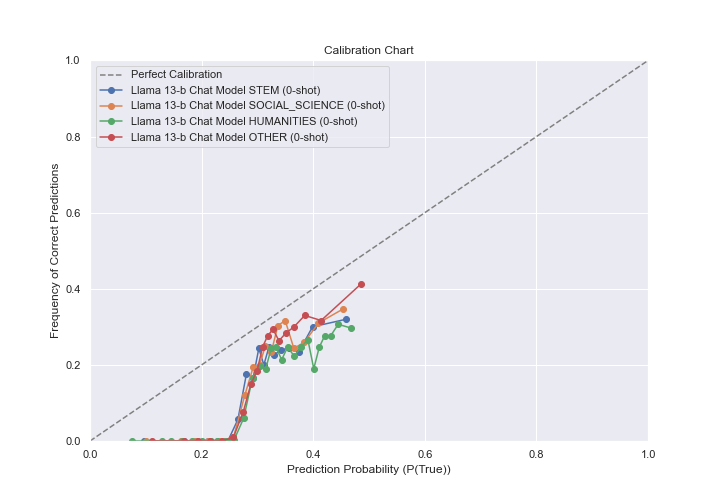 Calibration Chart
Perfect Calibration
Llama 13-b Chat Model STEM (0-shot)
Llama 13-b Chat Model SOCIAL_SCIENCE (0-shot)
Llama 13-b Chat Model HUMANITIES (0-shot)
Llama 13-b Chat Model OTHER (0-shot)
Frequency of Correct Predictions
1.0
0.8
0.6
0.4
0.2
0.0
0.0 0.2 0.4 0.6 0.8 1.0
Prediction Probability (P(True))